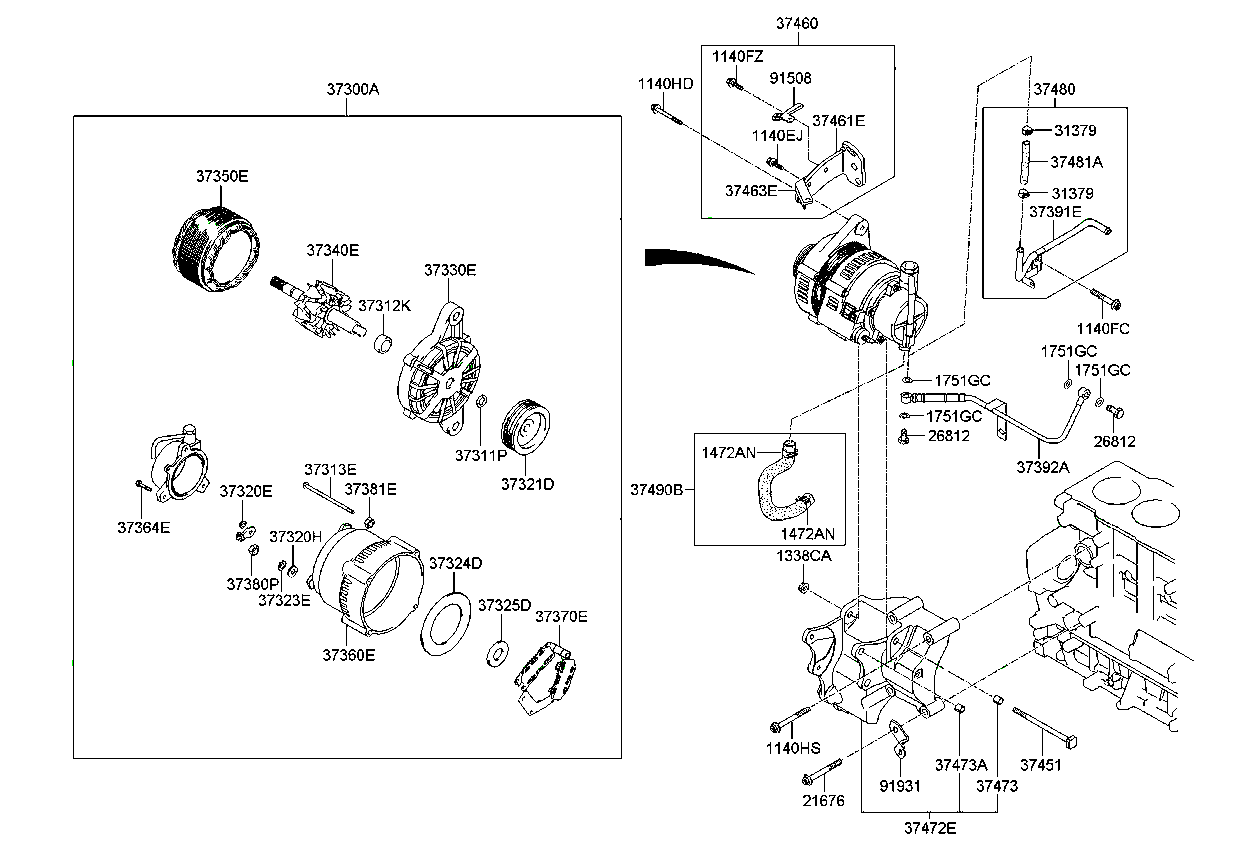 37460
1140FZ
1140HD
91508
37480
37300A
37461E
31379
1140EJ
37481A
37350E
37463E
31379
37391E
37340E
37330E
37312K
1140FC
1751GC
1751GC
1751GC
1751GC
26812
26812
37392A
37311P
1472AN
37321D
37313E
37381E
37320E
37490B
37364E
1472AN
37320H
1338CA
37324D
37380P
37323E
37325D
37370E
37360E
1140HS
37473A
37451
91931
37473
21676
37472E